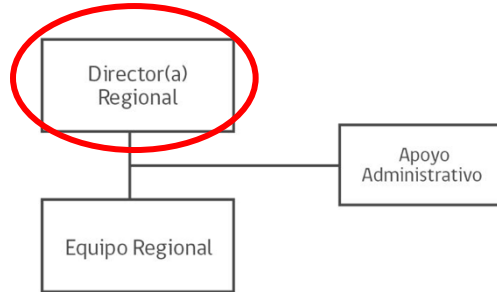 Director(a)
Regional
Apoyo
Administrativo
Equipo Regional